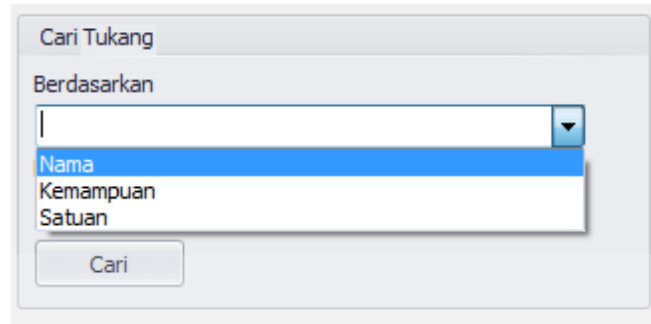 Cari Tukang
Berdasarkan
Nama
Kemampuan
Satuan
Cari